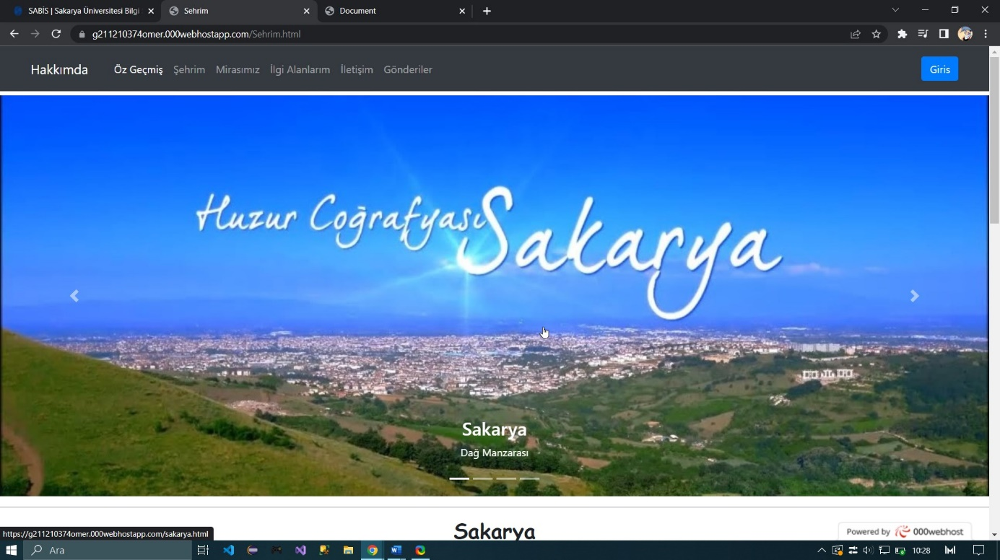 SABİS | Sakarya Üniversitesi Bilgi
Sehrim
Document
g211210374omer.000webhostapp.com/Sehrim.html
Hakkımda
Öz Geçmiş
Şehrim
Mirasımız
İlgi Alanlarım
İletişim
Gönderiler
Giris
Huzur Coğrafyası Sakarya
Sakarya
Dağ Manzarası
Sakarya
Powered by 000webhost
https://g211210374omer.000webhostapp.com/sakarya.html
Ara
10:28